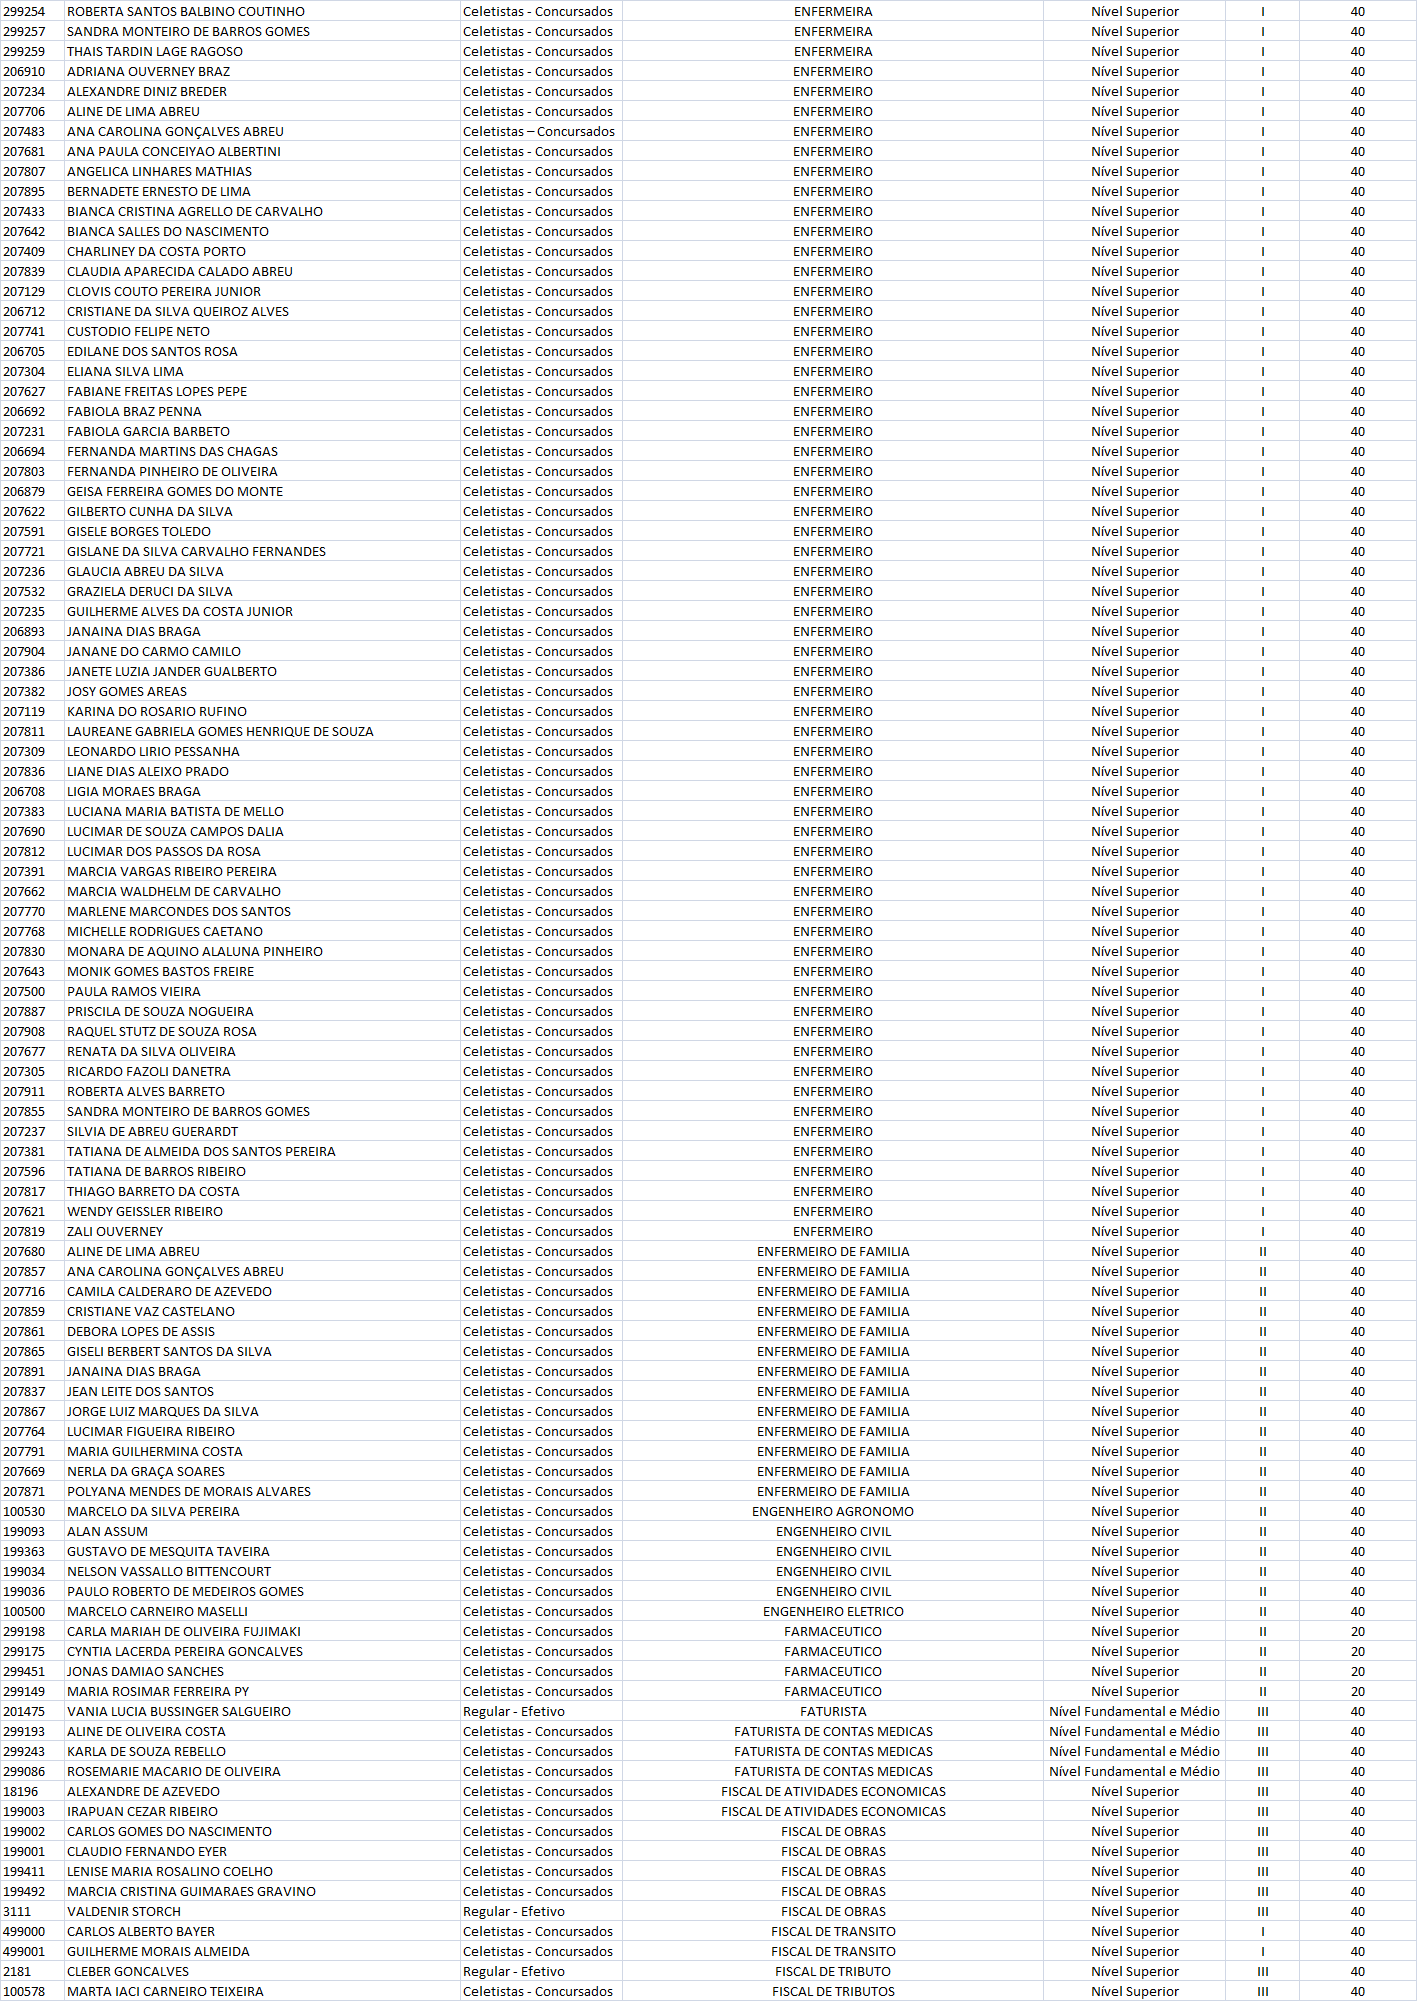 299254 ROBERTA SANTOS BALBINO COUTINHO Celetistas - Concursados ENFERMEIRA Nível Superior I 40
299257 SANDRA MONTEIRO DE BARROS GOMES Celetistas - Concursados ENFERMEIRA Nível Superior I 40
299259 THAIS TARDIN LAGE RAGOSO Celetistas - Concursados ENFERMEIRA Nível Superior I 40
206910 ADRIANA OUVERNEY BRAZ Celetistas - Concursados ENFERMEIRO Nível Superior I 40
207234 ALEXANDRE DINIZ BREDER Celetistas - Concursados ENFERMEIRO Nível Superior I 40
207706 ALINE DE LIMA ABREU Celetistas - Concursados ENFERMEIRO Nível Superior I 40
207483 ANA CAROLINA GONÇALVES ABREU Celetistas – Concursados ENFERMEIRO Nível Superior I 40
207681 ANA PAULA CONCEIYAO ALBERTINI Celetistas - Concursados ENFERMEIRO Nível Superior I 40
207807 ANGELICA LINHARES MATHIAS Celetistas - Concursados ENFERMEIRO Nível Superior I 40
207895 BERNADETE ERNESTO DE LIMA Celetistas - Concursados ENFERMEIRO Nível Superior I 40
207433 BIANCA CRISTINA AGRELLO DE CARVALHO Celetistas - Concursados ENFERMEIRO Nível Superior I 40
207642 BIANCA SALLES DO NASCIMENTO Celetistas - Concursados ENFERMEIRO Nível Superior I 40
207409 CHARLINEY DA COSTA PORTO Celetistas - Concursados ENFERMEIRO Nível Superior I 40
207839 CLAUDIA APARECIDA CALADO ABREU Celetistas - Concursados ENFERMEIRO Nível Superior I 40
207129 CLOVIS COUTO PEREIRA JUNIOR Celetistas - Concursados ENFERMEIRO Nível Superior I 40
206712 CRISTIANE DA SILVA QUEIROZ ALVES Celetistas - Concursados ENFERMEIRO Nível Superior I 40
207741 CUSTODIO FELIPE NETO Celetistas - Concursados ENFERMEIRO Nível Superior I 40
206705 EDILANE DOS SANTOS ROSA Celetistas - Concursados ENFERMEIRO Nível Superior I 40
207304 ELIANA SILVA LIMA Celetistas - Concursados ENFERMEIRO Nível Superior I 40
207627 FABIANE FREITAS LOPES PEPE Celetistas - Concursados ENFERMEIRO Nível Superior I 40
206692 FABIOLA BRAZ PENNA Celetistas - Concursados ENFERMEIRO Nível Superior I 40
207231 FABIOLA GARCIA BARBETO Celetistas - Concursados ENFERMEIRO Nível Superior I 40
206694 FERNANDA MARTINS DAS CHAGAS Celetistas - Concursados ENFERMEIRO Nível Superior I 40
207803 FERNANDA PINHEIRO DE OLIVEIRA Celetistas - Concursados ENFERMEIRO Nível Superior I 40
206879 GEISA FERREIRA GOMES DO MONTE Celetistas - Concursados ENFERMEIRO Nível Superior I 40
207622 GILBERTO CUNHA DA SILVA Celetistas - Concursados ENFERMEIRO Nível Superior I 40
207591 GISELE BORGES TOLEDO Celetistas - Concursados ENFERMEIRO Nível Superior I 40
207721 GISLANE DA SILVA CARVALHO FERNANDES Celetistas - Concursados ENFERMEIRO Nível Superior I 40
207236 GLAUCIA ABREU DA SILVA Celetistas - Concursados ENFERMEIRO Nível Superior I 40
207532 GRAZIELA DERUCI DA SILVA Celetistas - Concursados ENFERMEIRO Nível Superior I 40
207235 GUILHERME ALVES DA COSTA JUNIOR Celetistas - Concursados ENFERMEIRO Nível Superior I 40
206893 JANAINA DIAS BRAGA Celetistas - Concursados ENFERMEIRO Nível Superior I 40
207904 JANANE DO CARMO CAMILO Celetistas - Concursados ENFERMEIRO Nível Superior I 40
207386 JANETE LUZIA JANDER GUALBERTO Celetistas - Concursados ENFERMEIRO Nível Superior I 40
207382 JOSY GOMES AREAS Celetistas - Concursados ENFERMEIRO Nível Superior I 40
207119 KARINA DO ROSARIO RUFINO Celetistas - Concursados ENFERMEIRO Nível Superior I 40
207811 LAUREANE GABRIELA GOMES HENRIQUE DE SOUZA Celetistas - Concursados ENFERMEIRO Nível Superior I 40
207309 LEONARDO LIRIO PESSANHA Celetistas - Concursados ENFERMEIRO Nível Superior I 40
207836 LIANE DIAS ALEIXO PRADO Celetistas - Concursados ENFERMEIRO Nível Superior I 40
206708 LIGIA MORAES BRAGA Celetistas - Concursados ENFERMEIRO Nível Superior I 40
207383 LUCIANA MARIA BATISTA DE MELLO Celetistas - Concursados ENFERMEIRO Nível Superior I 40
207690 LUCIMAR DE SOUZA CAMPOS DALIA Celetistas - Concursados ENFERMEIRO Nível Superior I 40
207812 LUCIMAR DOS PASSOS DA ROSA Celetistas - Concursados ENFERMEIRO Nível Superior I 40
207391 MARCIA VARGAS RIBEIRO PEREIRA Celetistas - Concursados ENFERMEIRO Nível Superior I 40
207662 MARCIA WALDHELM DE CARVALHO Celetistas - Concursados ENFERMEIRO Nível Superior I 40
207770 MARLENE MARCONDES DOS SANTOS Celetistas - Concursados ENFERMEIRO Nível Superior I 40
207768 MICHELLE RODRIGUES CAETANO Celetistas - Concursados ENFERMEIRO Nível Superior I 40
207830 MONARA DE AQUINO ALALUNA PINHEIRO Celetistas - Concursados ENFERMEIRO Nível Superior I 40
207643 MONIK GOMES BASTOS FREIRE Celetistas - Concursados ENFERMEIRO Nível Superior I 40
207500 PAULA RAMOS VIEIRA Celetistas - Concursados ENFERMEIRO Nível Superior I 40
207887 PRISCILA DE SOUZA NOGUEIRA Celetistas - Concursados ENFERMEIRO Nível Superior I 40
207908 RAQUEL STUTZ DE SOUZA ROSA Celetistas - Concursados ENFERMEIRO Nível Superior I 40
207677 RENATA DA SILVA OLIVEIRA Celetistas - Concursados ENFERMEIRO Nível Superior I 40
207305 RICARDO FAZOLI DANETRA Celetistas - Concursados ENFERMEIRO Nível Superior I 40
207911 ROBERTA ALVES BARRETO Celetistas - Concursados ENFERMEIRO Nível Superior I 40
207855 SANDRA MONTEIRO DE BARROS GOMES Celetistas - Concursados ENFERMEIRO Nível Superior I 40
207237 SILVIA DE ABREU GUERARDT Celetistas - Concursados ENFERMEIRO Nível Superior I 40
207381 TATIANA DE ALMEIDA DOS SANTOS PEREIRA Celetistas - Concursados ENFERMEIRO Nível Superior I 40
207596 TATIANA DE BARROS RIBEIRO Celetistas - Concursados ENFERMEIRO Nível Superior I 40
207817 THIAGO BARRETO DA COSTA Celetistas - Concursados ENFERMEIRO Nível Superior I 40
207621 WENDY GEISSLER RIBEIRO Celetistas - Concursados ENFERMEIRO Nível Superior I 40
207819 ZALI OUVERNEY Celetistas - Concursados ENFERMEIRO Nível Superior I 40
207680 ALINE DE LIMA ABREU Celetistas - Concursados ENFERMEIRO DE FAMILIA Nível Superior II 40
207857 ANA CAROLINA GONÇALVES ABREU Celetistas - Concursados ENFERMEIRO DE FAMILIA Nível Superior II 40
207716 CAMILA CALDERARO DE AZEVEDO Celetistas - Concursados ENFERMEIRO DE FAMILIA Nível Superior II 40
207859 CRISTIANE VAZ CASTELANO Celetistas - Concursados ENFERMEIRO DE FAMILIA Nível Superior II 40
207861 DEBORA LOPES DE ASSIS Celetistas - Concursados ENFERMEIRO DE FAMILIA Nível Superior II 40
207865 GISELI BERBERT SANTOS DA SILVA Celetistas - Concursados ENFERMEIRO DE FAMILIA Nível Superior II 40
207891 JANAINA DIAS BRAGA Celetistas - Concursados ENFERMEIRO DE FAMILIA Nível Superior II 40
207837 JEAN LEITE DOS SANTOS Celetistas - Concursados ENFERMEIRO DE FAMILIA Nível Superior II 40
207867 JORGE LUIZ MARQUES DA SILVA Celetistas - Concursados ENFERMEIRO DE FAMILIA Nível Superior II 40
207764 LUCIMAR FIGUEIRA RIBEIRO Celetistas - Concursados ENFERMEIRO DE FAMILIA Nível Superior II 40
207791 MARIA GUILHERMINA COSTA Celetistas - Concursados ENFERMEIRO DE FAMILIA Nível Superior II 40
207669 NERLA DA GRAÇA SOARES Celetistas - Concursados ENFERMEIRO DE FAMILIA Nível Superior II 40
207871 POLYANA MENDES DE MORAIS ALVARES Celetistas - Concursados ENFERMEIRO DE FAMILIA Nível Superior II 40
100530 MARCELO DA SILVA PEREIRA Celetistas - Concursados ENGENHEIRO AGRONOMO Nível Superior II 40
199093 ALAN ASSUM Celetistas - Concursados ENGENHEIRO CIVIL Nível Superior II 40
199363 GUSTAVO DE MESQUITA TAVEIRA Celetistas - Concursados ENGENHEIRO CIVIL Nível Superior II 40
199034 NELSON VASSALLO BITTENCOURT Celetistas - Concursados ENGENHEIRO CIVIL Nível Superior II 40
199036 PAULO ROBERTO DE MEDEIROS GOMES Celetistas - Concursados ENGENHEIRO CIVIL Nível Superior II 40
100500 MARCELO CARNEIRO MASELLI Celetistas - Concursados ENGENHEIRO ELETRICO Nível Superior II 40
299198 CARLA MARIAH DE OLIVEIRA FUJIMAKI Celetistas - Concursados FARMACEUTICO Nível Superior II 20
299175 CYNTIA LACERDA PEREIRA GONCALVES Celetistas - Concursados FARMACEUTICO Nível Superior II 20
299451 JONAS DAMIAO SANCHES Celetistas - Concursados FARMACEUTICO Nível Superior II 20
299149 MARIA ROSIMAR FERREIRA PY Celetistas - Concursados FARMACEUTICO Nível Superior II 20
201475 VANIA LUCIA BUSSINGER SALGUEIRO Regular - Efetivo FATURISTA Nível Fundamental e Médio III 40
299193 ALINE DE OLIVEIRA COSTA Celetistas - Concursados FATURISTA DE CONTAS MEDICAS Nível Fundamental e Médio III 40
299243 KARLA DE SOUZA REBELLO Celetistas - Concursados FATURISTA DE CONTAS MEDICAS Nível Fundamental e Médio III 40
299086 ROSEMARIE MACARIO DE OLIVEIRA Celetistas - Concursados FATURISTA DE CONTAS MEDICAS Nível Fundamental e Médio III 40
18196 ALEXANDRE DE AZEVEDO Celetistas - Concursados FISCAL DE ATIVIDADES ECONOMICAS Nível Superior III 40
199003 IRAPUAN CEZAR RIBEIRO Celetistas - Concursados FISCAL DE ATIVIDADES ECONOMICAS Nível Superior III 40
199002 CARLOS GOMES DO NASCIMENTO Celetistas - Concursados FISCAL DE OBRAS Nível Superior III 40
199001 CLAUDIO FERNANDO EYER Celetistas - Concursados FISCAL DE OBRAS Nível Superior III 40
199411 LENISE MARIA ROSALINO COELHO Celetistas - Concursados FISCAL DE OBRAS Nível Superior III 40
199492 MARCIA CRISTINA GUIMARAES GRAVINO Celetistas - Concursados FISCAL DE OBRAS Nível Superior III 40
3111 VALDENIR STORCH Regular - Efetivo FISCAL DE OBRAS Nível Superior III 40
499000 CARLOS ALBERTO BAYER Celetistas - Concursados FISCAL DE TRANSITO Nível Superior I 40
499001 GUILHERME MORAIS ALMEIDA Celetistas - Concursados FISCAL DE TRANSITO Nível Superior I 40
2181 CLEBER GONCALVES Regular - Efetivo FISCAL DE TRIBUTO Nível Superior III 40
100578 MARTA IACI CARNEIRO TEIXEIRA Celetistas - Concursados FISCAL DE TRIBUTOS Nível Superior III 40